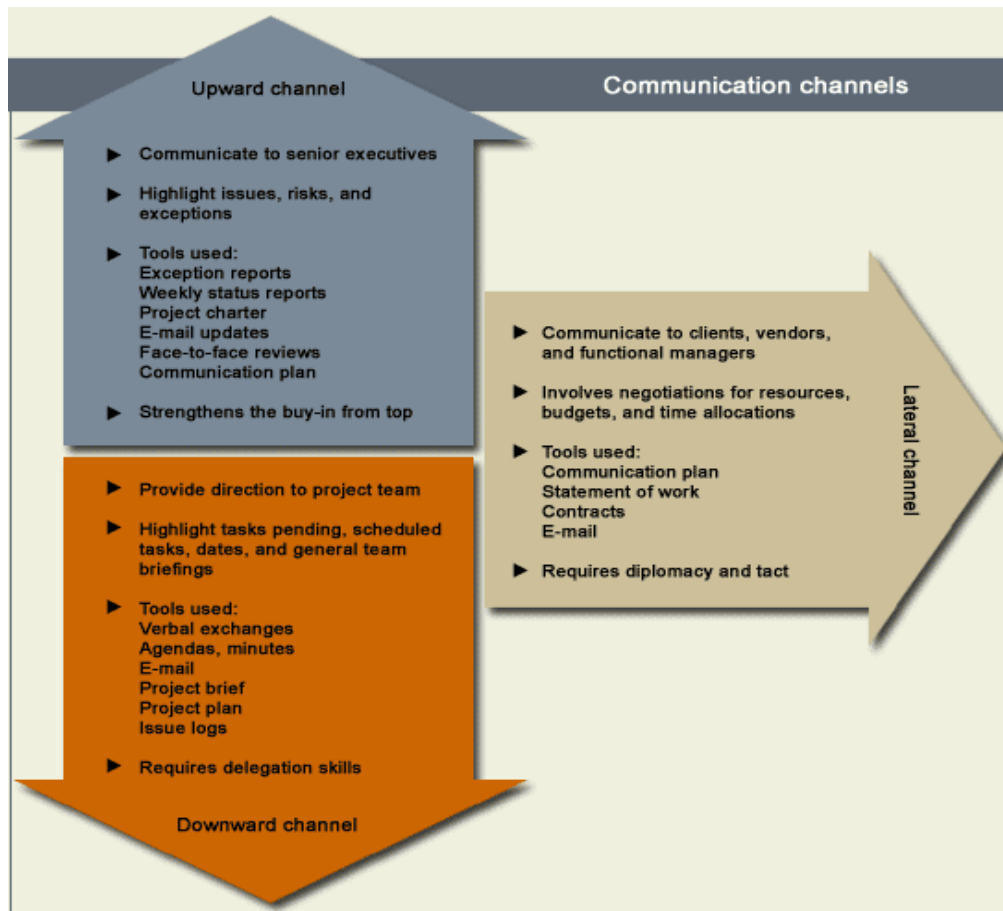 Communication channels
Upward channel
► Communicate to senior executives
► Highlight issues, risks, and
exceptions
► Tools used:
Exception reports
Weekly status reports
Project charter
E-mail updates
Face-to-face reviews
Communication plan
► Strengthens the buy-in from top
► Communicate to clients, vendors,
and functional managers
► Involves negotiations for resources,
budgets, and time allocations
► Tools used:
Communication plan
Statement of work
Contracts
E-mail
► Requires diplomacy and tact
Lateral channel
► Provide direction to project team
► Highlight tasks pending, scheduled
tasks, dates, and general team
briefings
► Tools used:
Verbal exchanges
Agendas, minutes
E-mail
Project brief
Project plan
Issue logs
► Requires delegation skills
Downward channel